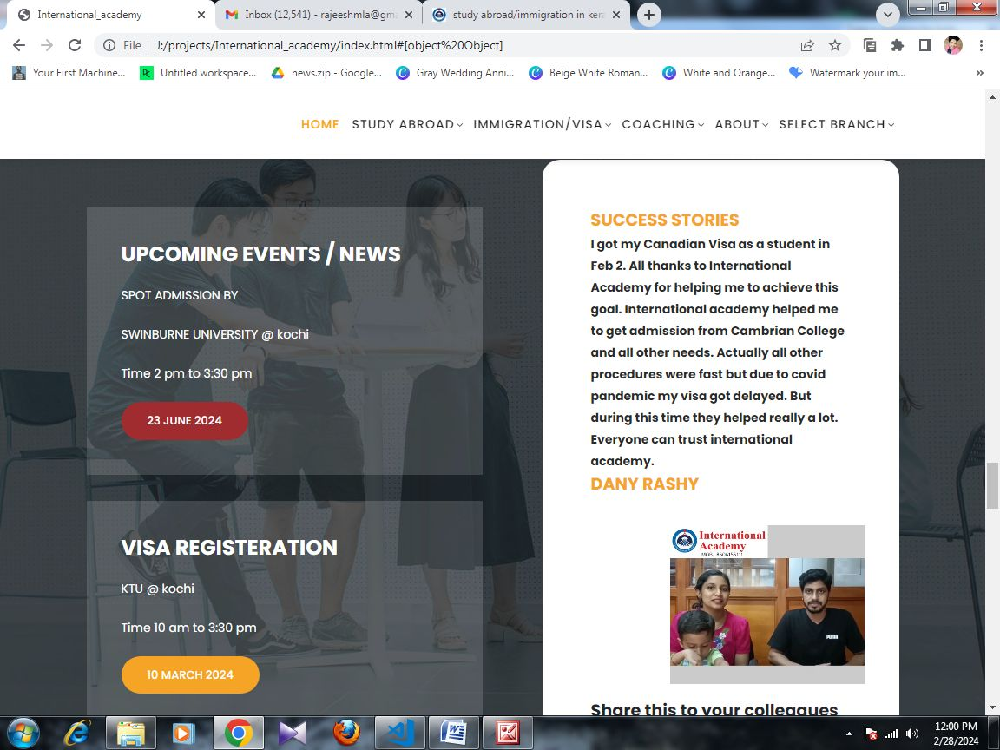 International_academy
Inbox (12,541) - rajeeshmla@gma
study abroad/immigration in kera
File
J:/projects/International_academy/index.html#[object%20Object]
Your First Machine...
Untitled workspace...
news.zip - Google...
Gray Wedding Anni...
Beige White Roman...
White and Orange...
Watermark your im...
HOME
STUDY ABROAD
IMMIGRATION/VISA
COACHING
ABOUT
SELECT BRANCH
UPCOMING EVENTS / NEWS
SPOT ADMISSION BY
SWINBURNE UNIVERSITY @ kochi
Time 2 pm to 3:30 pm
23 JUNE 2024
VISA REGISTERATION
KTU @ kochi
Time 10 am to 3:30 pm
10 MARCH 2024
SUCCESS STORIES
I got my Canadian Visa as a student in
Feb 2. All thanks to International
Academy for helping me to achieve this
goal. International academy helped me
to get admission from Cambrian College
and all other needs. Actually all other
procedures were fast but due to covid
pandemic my visa got delayed. But
during this time they helped really a lot.
Everyone can trust international
academy.
DANY RASHY
International
Academy
Share this to your colleagues
12:00 PM
2/28/2024